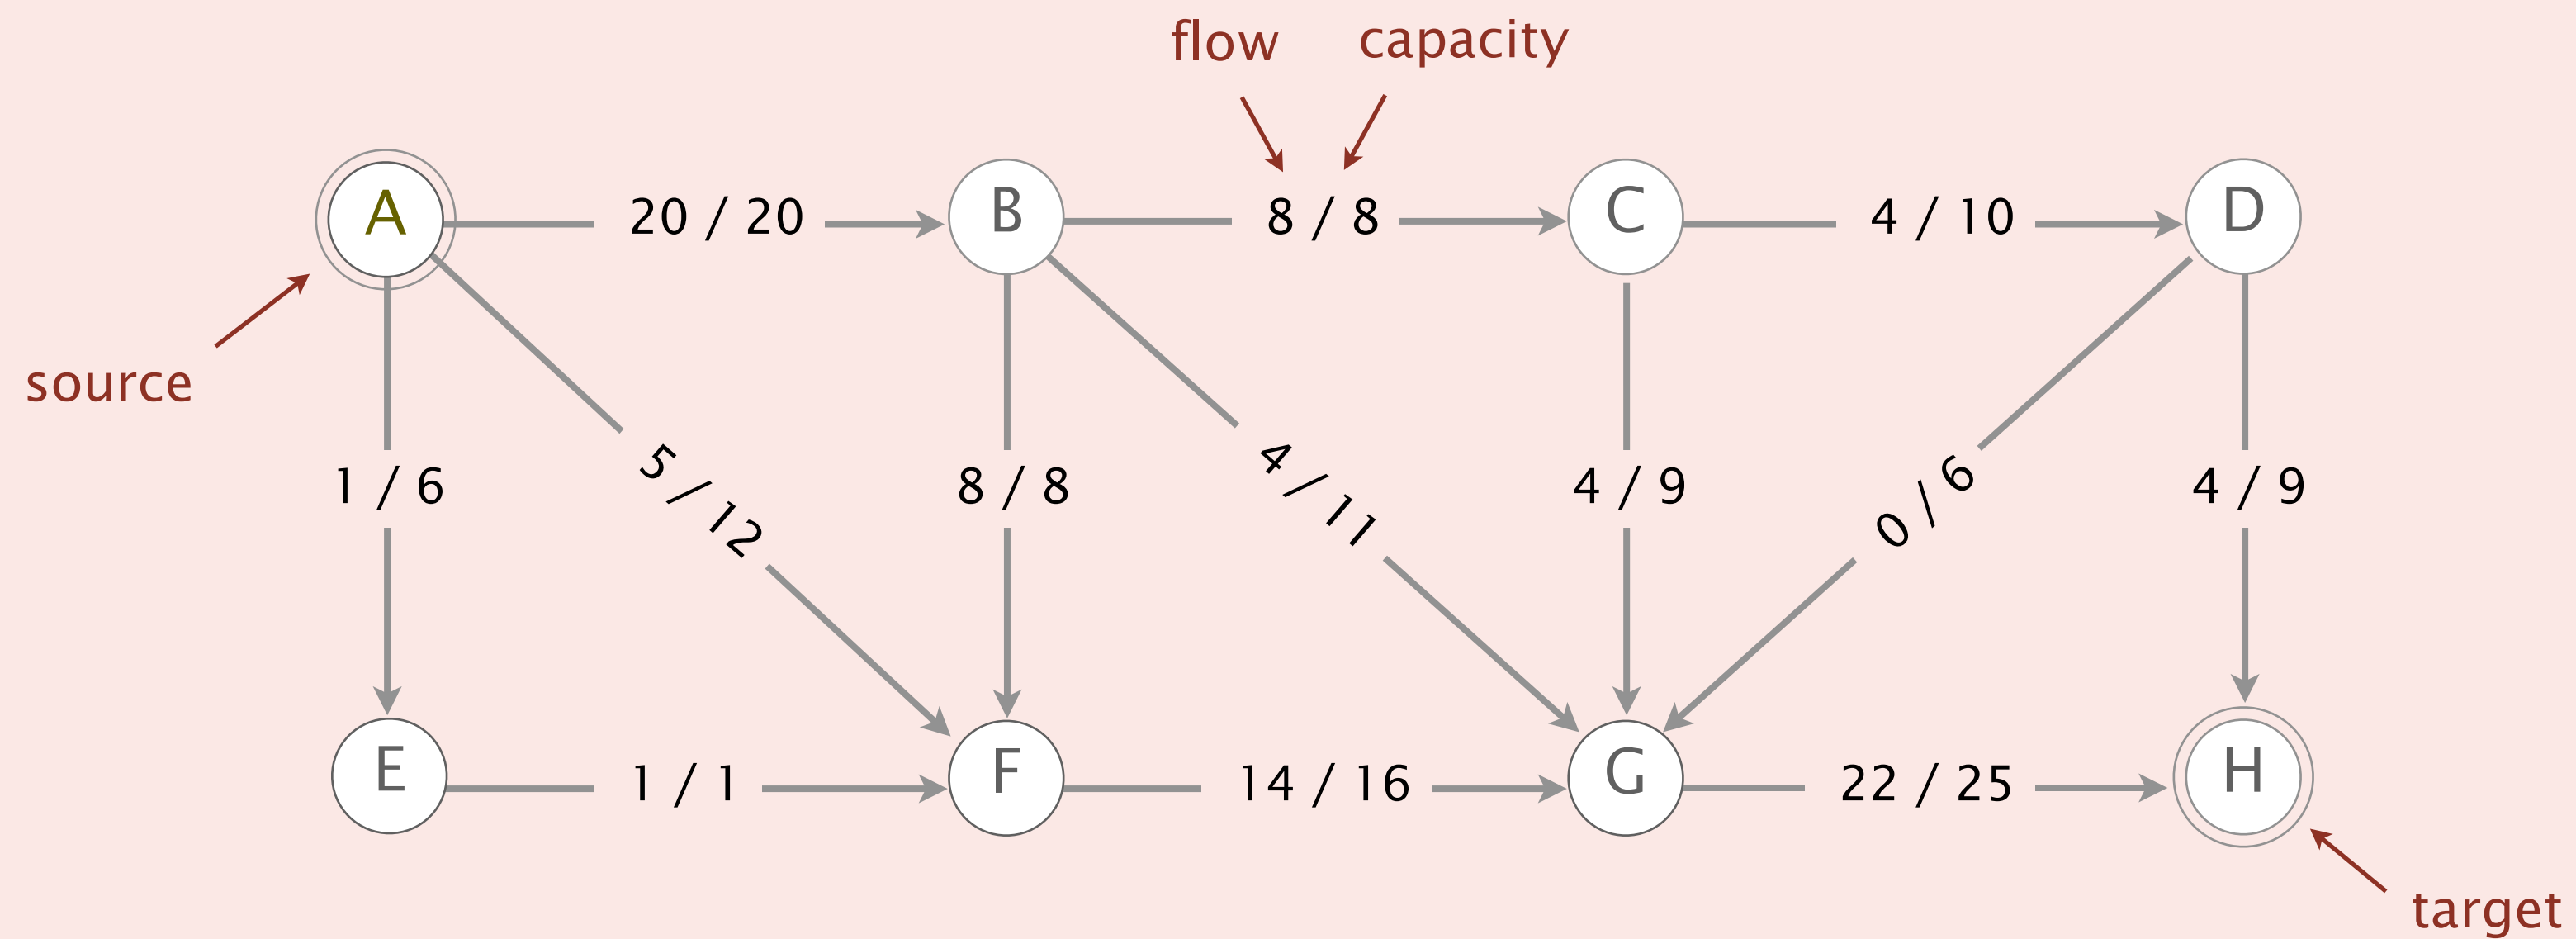 flow capacity
A 20 / 20 B 8 / 8 C 4 / 10 D
source
1 / 6 5 / 12 8 / 8 4 / 11 4 / 9 0 / 6 4 / 9
E 1 / 1 F 14 / 16 G 22 / 25 H
target